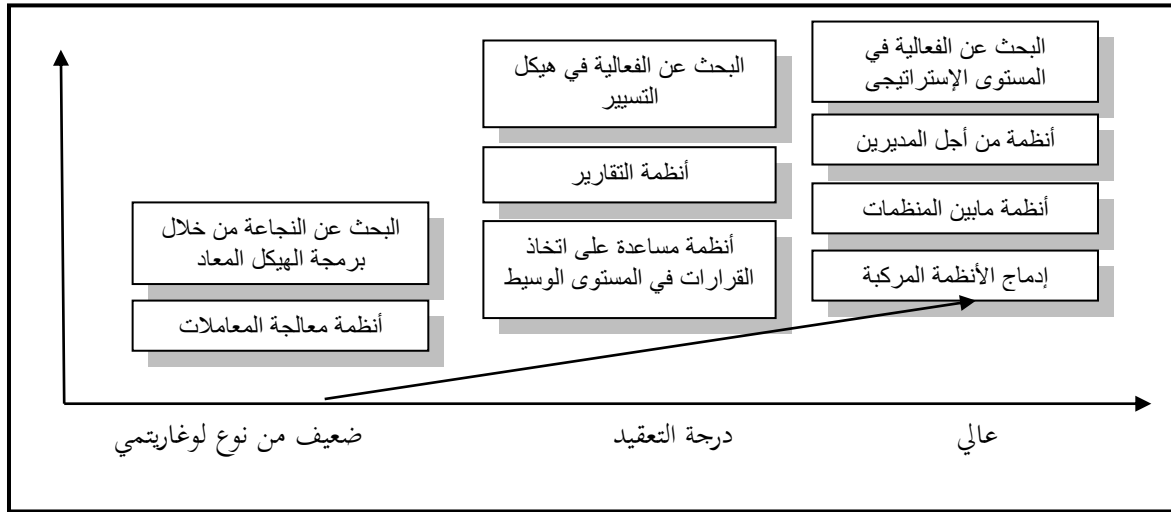 البحث عن الفعالية في
المستوى الإستراتيجى
أنظمة من أجل المديرين
أنظمة مابين المنظمات
إدماج الأنظمة المركبة
البحث عن الفعالية في هيكل
التسيير
أنظمة التقارير
أنظمة مساعدة على اتخاذ
القرارات في المستوى الوسيط
البحث عن النجاعة من خلال
برمجة الهيكل المعاد
أنظمة معالجة المعاملات
عالي
درجة التعقيد
ضعيف من نوع لوغاريتمي